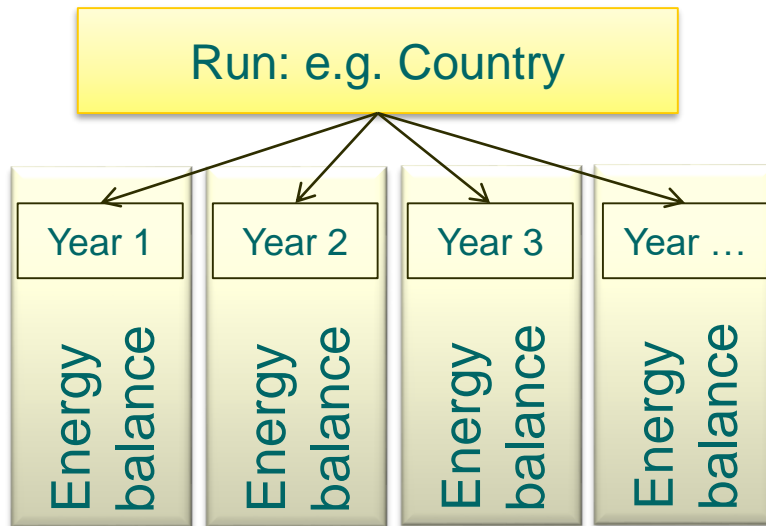 Run: e.g. Country
Year 1
Energy
balance
Year 2
Energy
balance
Year 3
Energy
balance
Year …
Energy
balance